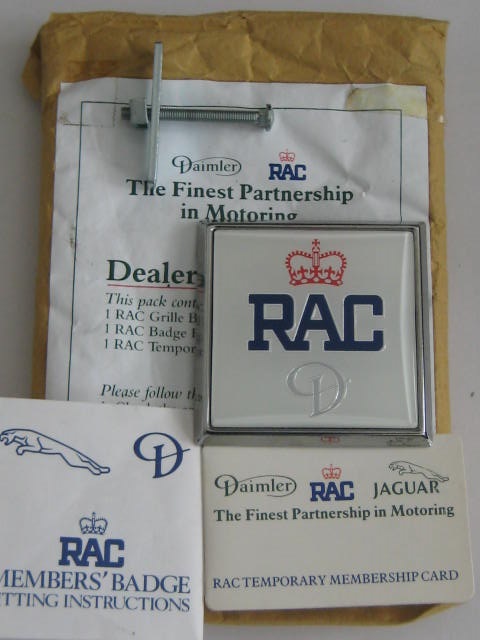 Daimler RAC
The Finest Partnership
in Motoring
Dealer
This pack cont
1 RAC Grille B
1 RAC Badge
1 RAC Tempor
Please follow th
RAC
D
D
RAC
MEMBERS' BADGE
ITTING INSTRUCTIONS
Daimler RAC JAGUAR
The Finest Partnership in Motoring
RAC TEMPORARY MEMBERSHIP CARD